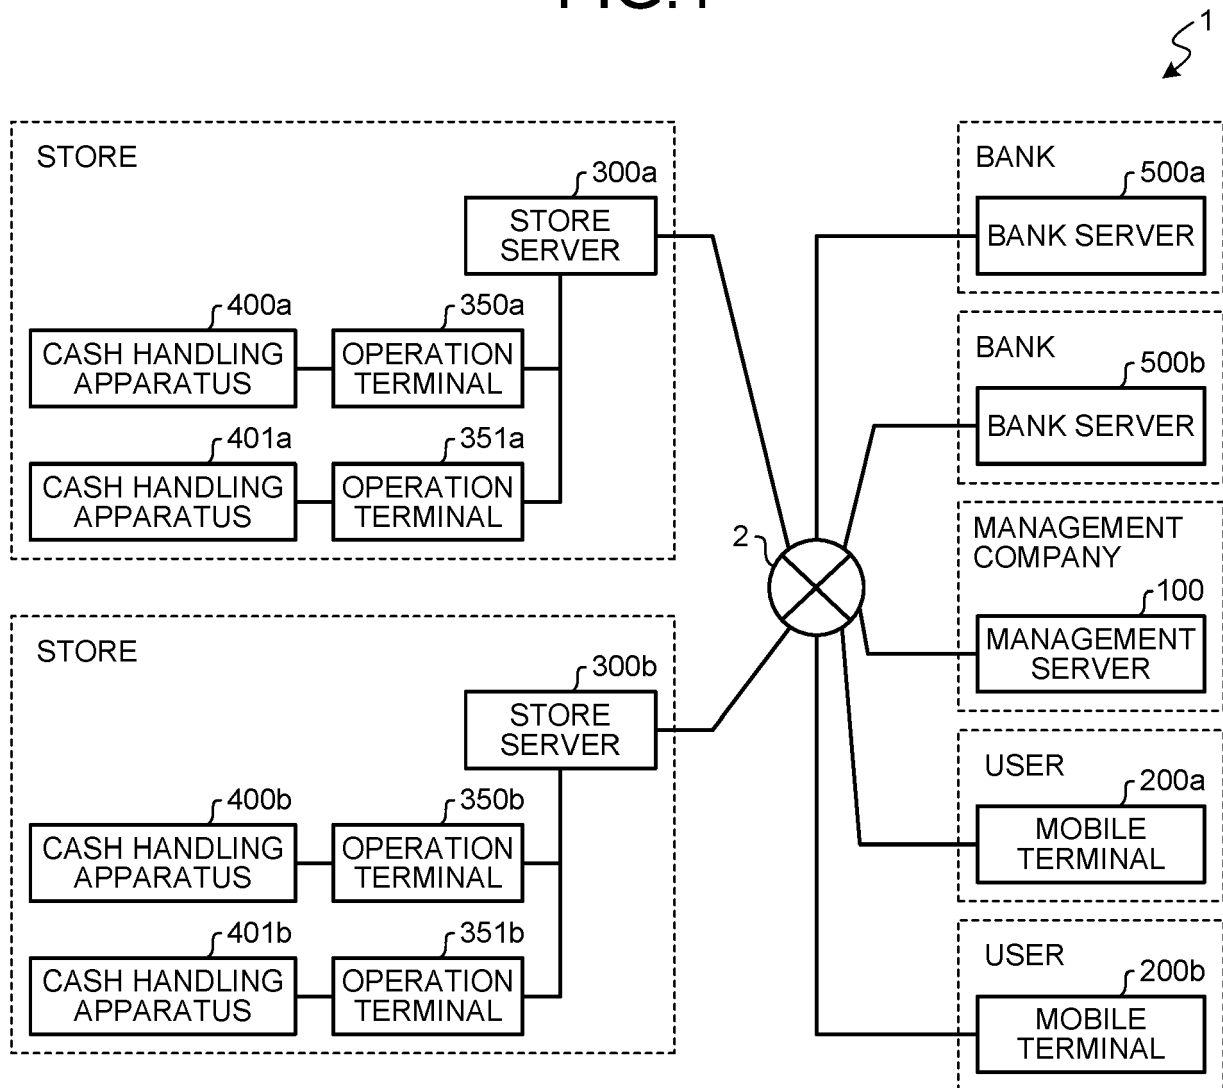 FIG.1
1
STORE
300a
STORE
SERVER
400a
350a
CASH HANDLING
APPARATUS
OPERATION
TERMINAL
401a
351a
CASH HANDLING
APPARATUS
OPERATION
TERMINAL
STORE
300b
STORE
SERVER
400b
350b
CASH HANDLING
APPARATUS
OPERATION
TERMINAL
401b
351b
CASH HANDLING
APPARATUS
OPERATION
TERMINAL
2
BANK
500a
BANK SERVER
BANK
500b
BANK SERVER
MANAGEMENT
COMPANY
100
MANAGEMENT
SERVER
USER
200a
MOBILE
TERMINAL
USER
200b
MOBILE
TERMINAL